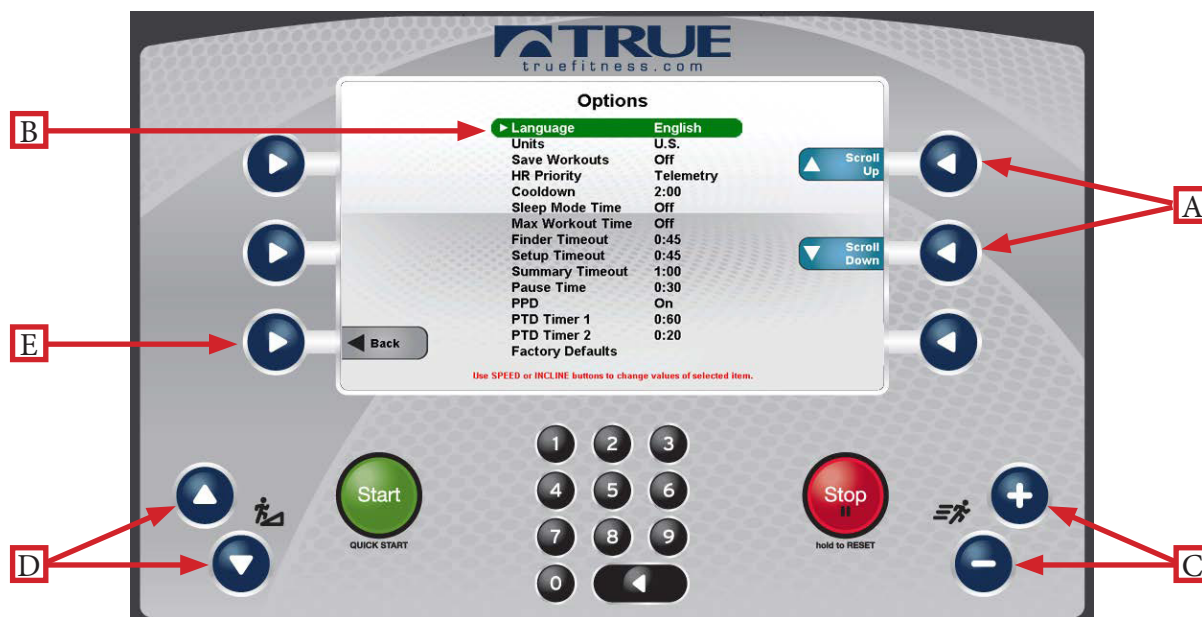 TRUE
truefitness.com
Options
B
Language English
Units U.S.
Save Workouts Off
HR Priority Telemetry
Cooldown 2:00
Sleep Mode Time Off
Max Workout Time Off
Finder Timeout 0:45
Setup Timeout 0:45
Summary Timeout 1:00
Pause Time 0:30
PPD On
PTD Timer 1 0:60
PTD Timer 2 0:20
Factory Defaults
Scroll
Up
A
Scroll
Down
E
Back
Use SPEED or INCLINE buttons to change values of selected item.
1 2 3
4 5 6
7 8 9
0
Start
QUICK START
Stop
hold to RESET
D
C